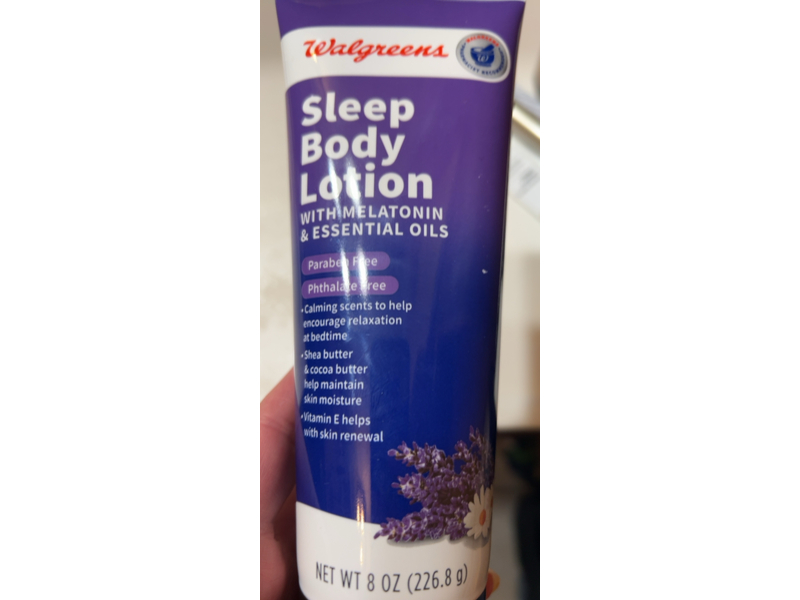 Walgreens
Sleep
Body
Lotion
WITH MELATONIN
& ESSENTIAL OILS
Paraben Free
Phthalate Free
• Calming scents to help
encourage relaxation
at bedtime
• Shea butter
& cocoa butter
help maintain
skin moisture
• Vitamin E helps
with skin renewal
NET WT 8 OZ (226.8 g)